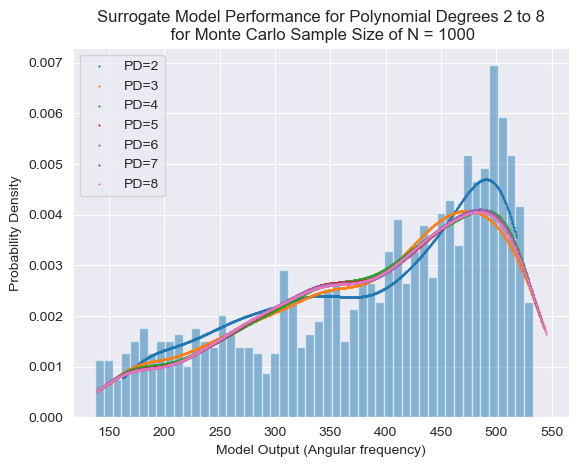 Surrogate Model Performance for Polynomial Degrees 2 to 8
for Monte Carlo Sample Size of N = 1000
PD=2
PD=3
PD=4
PD=5
PD=6
PD=7
PD=8
Probability Density
0.007
0.006
0.005
0.004
0.003
0.002
0.001
0.000
150
200
250
300
350
400
450
500
550
Model Output (Angular frequency)